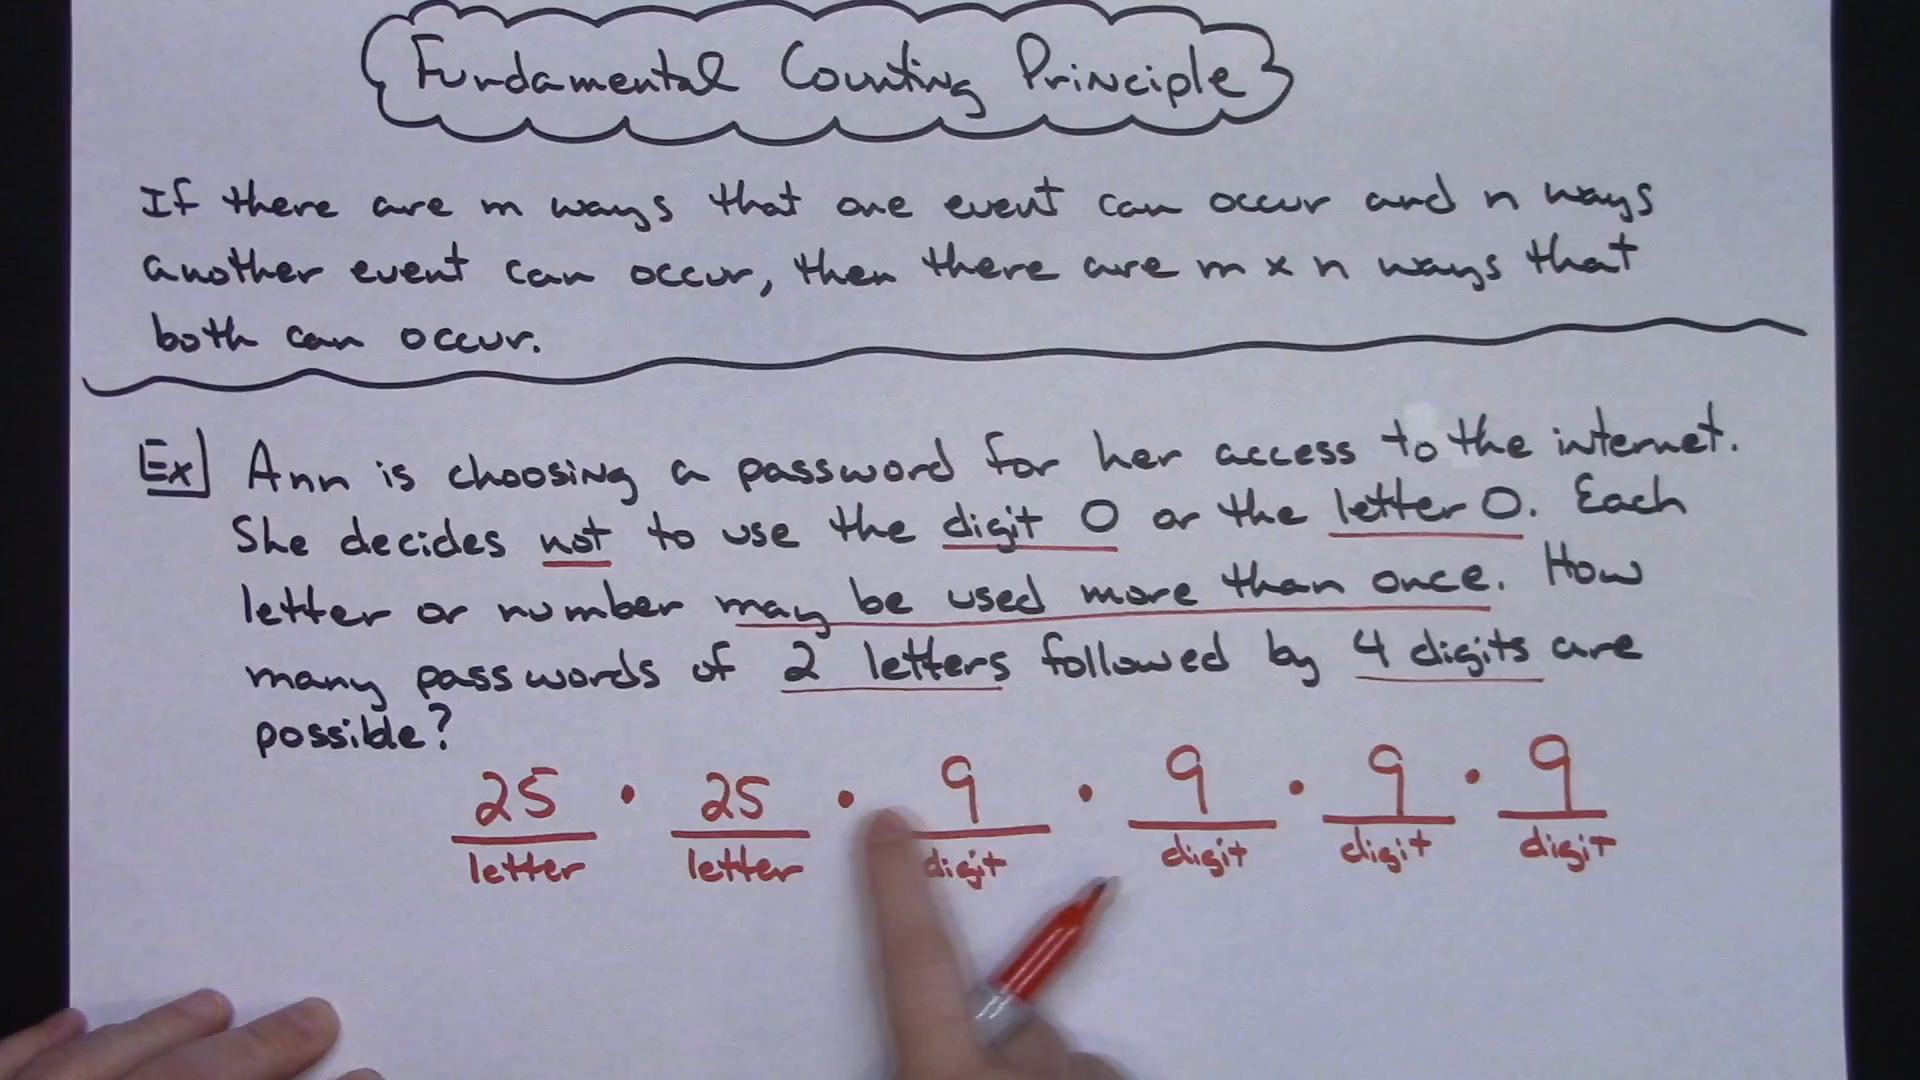 Fundamental Counting Principle
If there are m ways that one event can occur and n ways
another event can occur, then there are m x n ways that
both can occur.
Ex Ann is choosing a password for her access to the internet.
She decides not to use the digit 0 or the letter O. Each
letter or number may be used more than once. How
many passwords of 2 letters followed by 4 digits are
possible?
25 · 25 · 9 · 9 · 9 · 9
letter letter digit digit digit digit